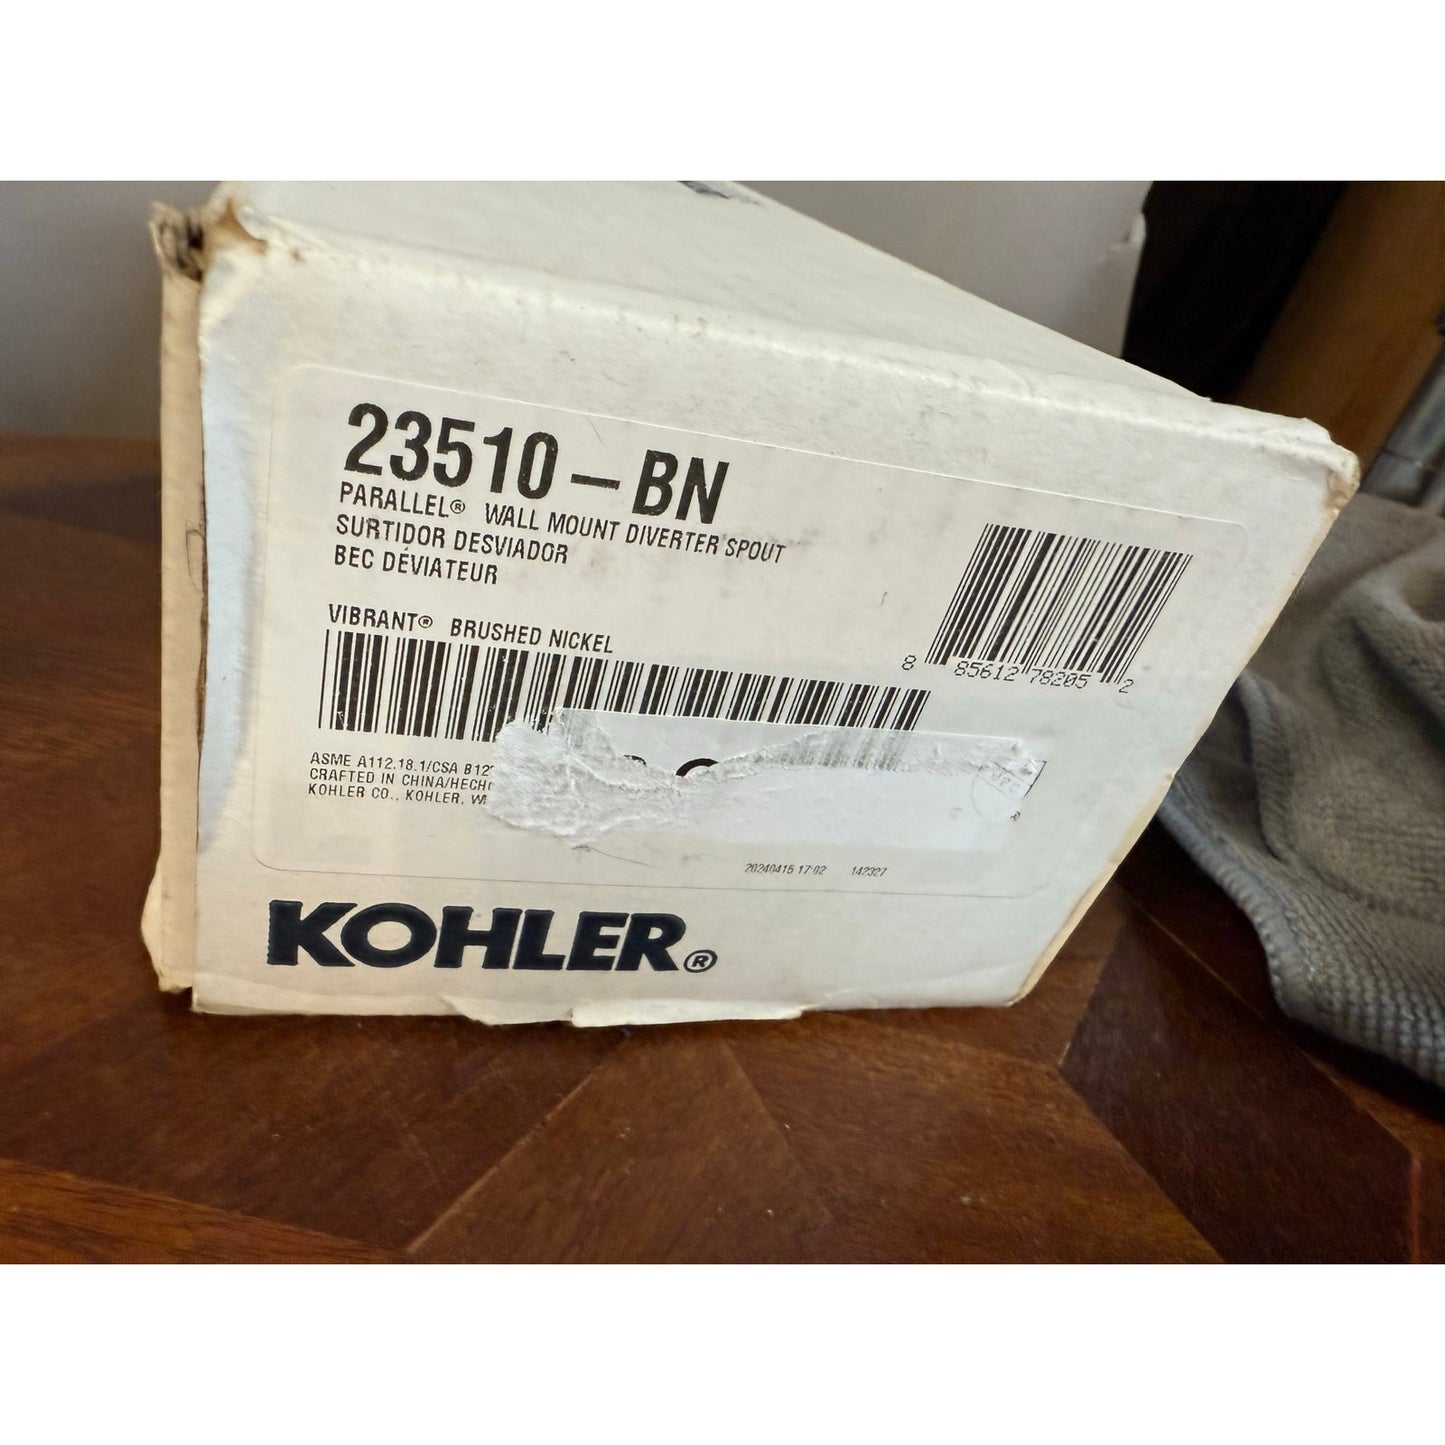 23510-BN
PARALLEL® WALL MOUNT DIVERTER SPOUT
SURTIDOR DESVIADOR
BEC DÉVIATEUR
VIBRANT® BRUSHED NICKEL
8 85612 78205 2
ASME A112.18.1/CSA
CRAFTED IN CHINA/HECHO
KOHLER CO., KOHLER, WI
UPC
®
20240415 17:02 142327
KOHLER®